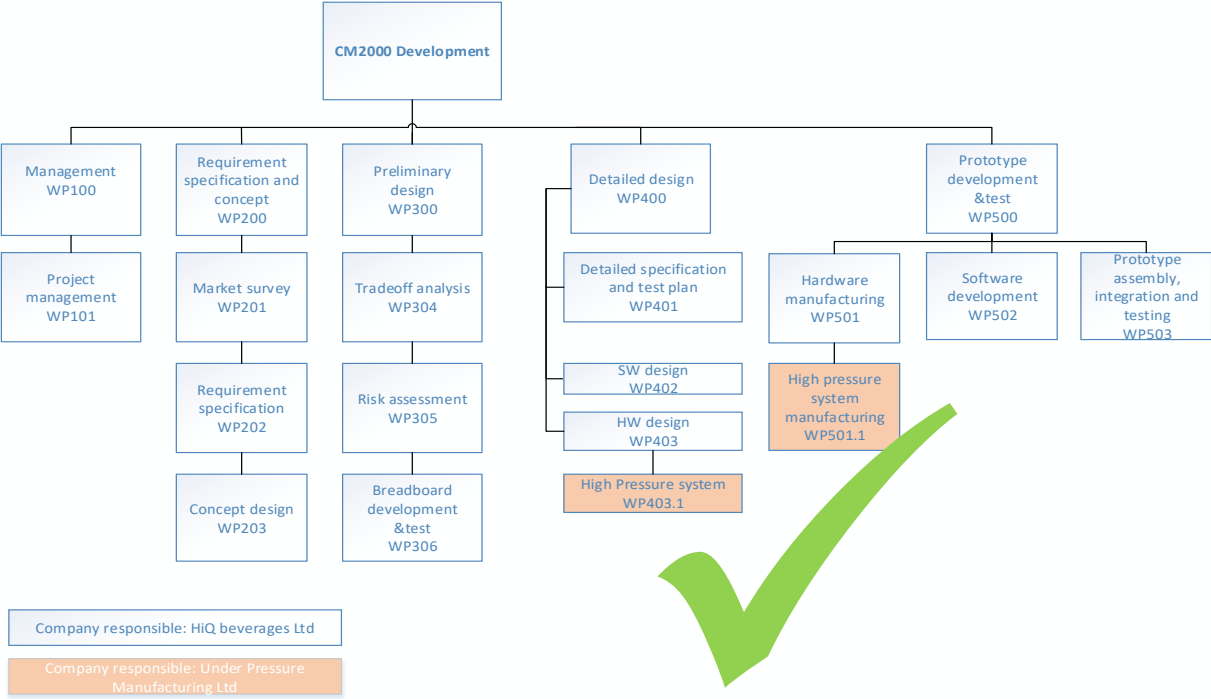 CM2000 Development
Management
WP100
Requirement
specification and
concept
WP200
Preliminary
design
WP300
Detailed design
WP400
Prototype
development
&test
WP500
Project
management
WP101
Market survey
WP201
Tradeoff analysis
WP304
Detailed specification
and test plan
WP401
Hardware
manufacturing
WP501
Software
development
WP502
Prototype
assembly,
integration and
testing
WP503
Requirement
specification
WP202
Risk assessment
WP305
SW design
WP402
HW design
WP403
High pressure
system
manufacturing
WP501.1
Concept design
WP203
Breadboard
development
&test
WP306
High Pressure system
WP403.1
Company responsible: HiQ beverages Ltd
Company responsible: Under Pressure
Manufacturing Ltd